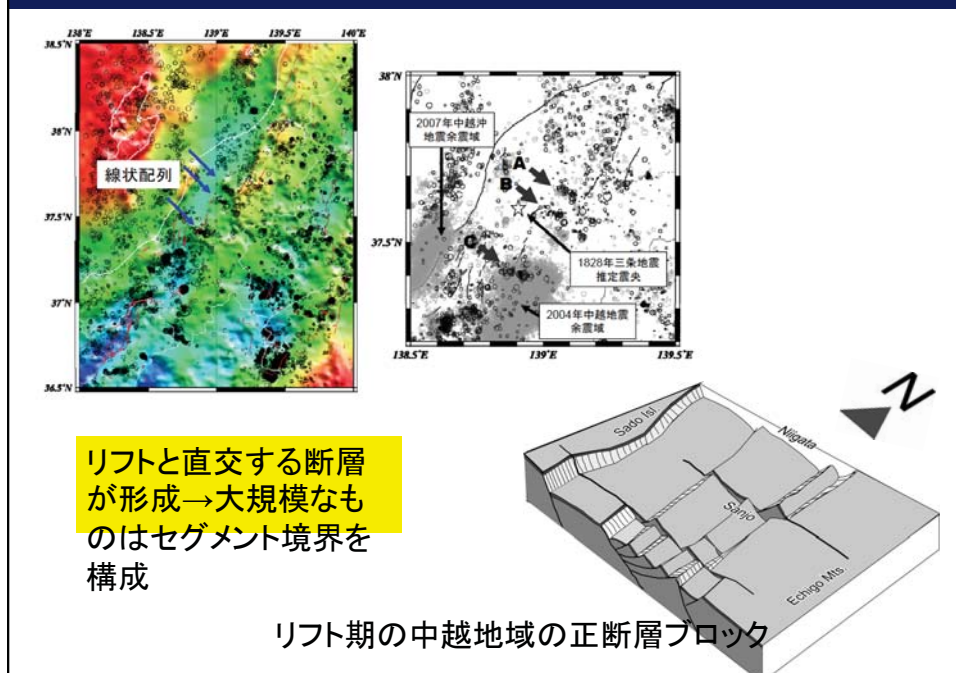 138°E 138.5°E 139°E 139.5°E 140°E
38.5°N
38°N
37.5°N
37°N
36.5°N
線状配列
38°N
37.5°N
138.5°E 139°E 139.5°E
2007年中越沖
地震余震域
A
B
C
1828年三条地震
推定震央
2004年中越地震
余震域
リフトと直交する断層
が形成→大規模なも
のはセグメント境界を
構成
N
Sado Isl
Niigata
Sanjo
Echigo Mts.
リフト期の中越地域の正断層ブロック